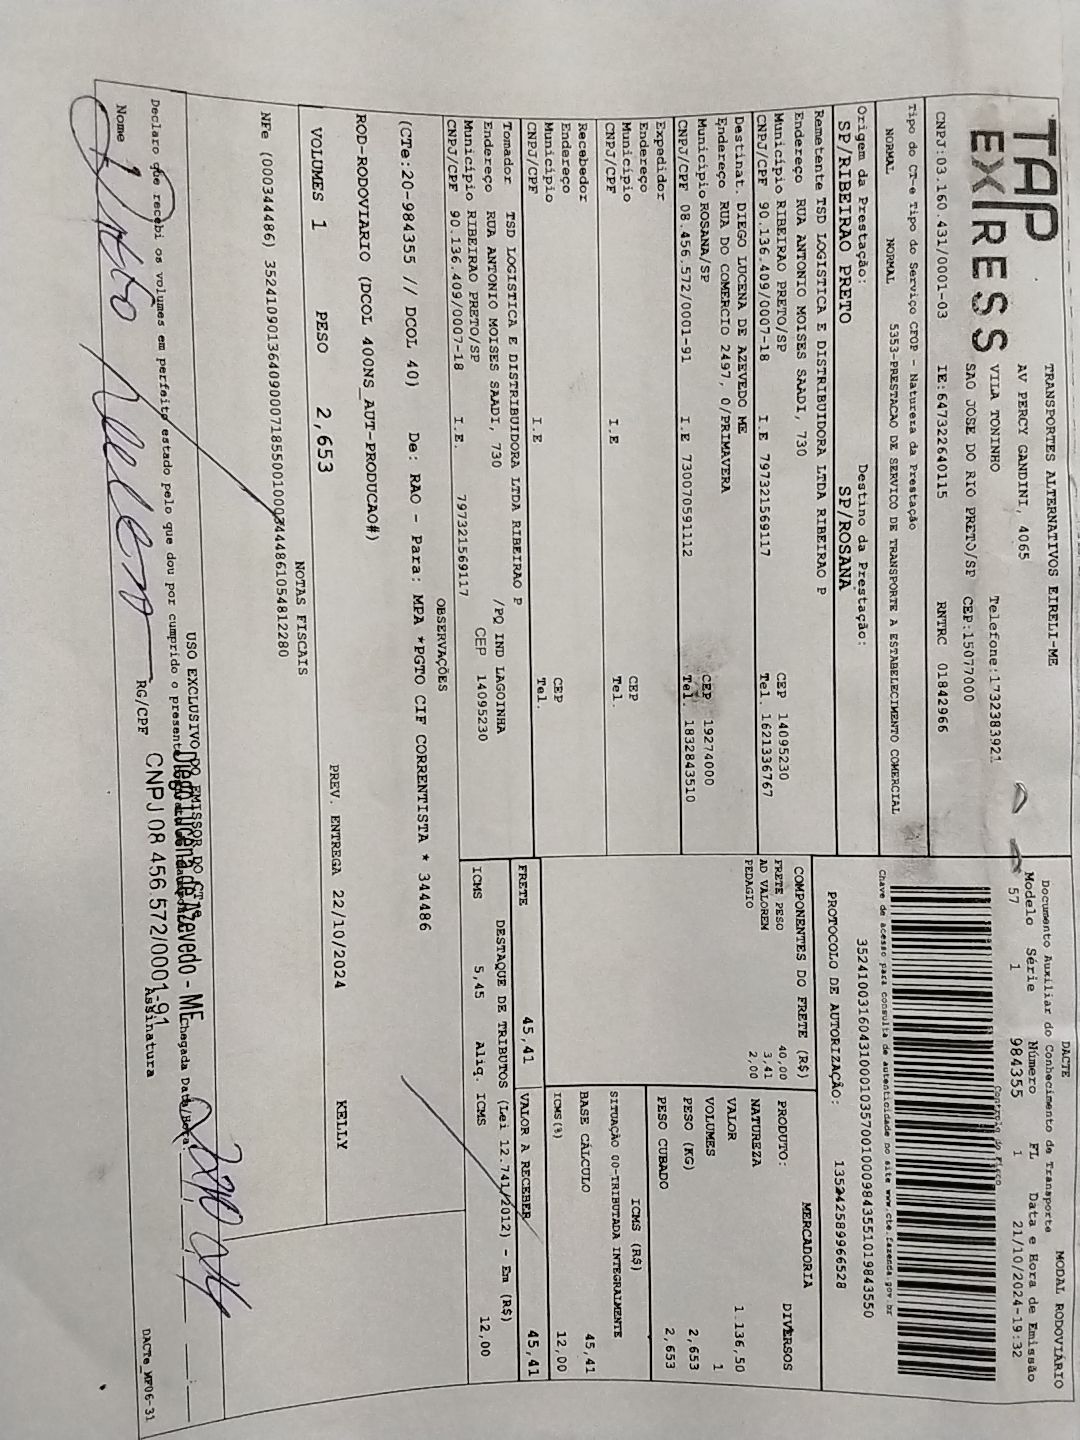 TAP
EXPRESS
TRANSPORTES ALTERNATIVOS EIRELI-ME
AV PERCY GANDINI, 4065
VILA TONINHO Telefone:1732383921
SAO JOSE DO RIO PRETO/SP CEP:15077000
CNPJ:03.160.431/0001-03 IE:647322640115 RNTRC 01842966
Tipo do CT-e Tipo do Serviço CFOP - Natureza da Prestação
NORMAL NORMAL 5353-PRESTACAO DE SERVICO DE TRANSPORTE A ESTABELECIMENTO COMERCIAL
Origem da Prestação: Destino da Prestação:
SP/RIBEIRAO PRETO SP/ROSANA
Remetente TSD LOGISTICA E DISTRIBUIDORA LTDA RIBEIRAO P
Endereço RUA ANTONIO MOISES SAADI, 730
Município RIBEIRAO PRETO/SP CEP 14095230
CNPJ/CPF 90.136.409/0007-18 I.E 797321569117 Tel. 1621336767
Destinat. DIEGO LUCENA DE AZEVEDO ME
Endereço RUA DO COMERCIO 2497, 0/PRIMAVERA
Município ROSANA/SP CEP 19274000
CNPJ/CPF 08.456.572/0001-91 I.E 730070591112 Tel. 1832843510
Expedidor
Endereço
Município CEP
CNPJ/CPF I.E Tel.
Recebedor
Endereço
Município CEP
CNPJ/CPF I.E Tel.
Tomador TSD LOGISTICA E DISTRIBUIDORA LTDA RIBEIRAO P
Endereço RUA ANTONIO MOISES SAADI, 730 /PQ IND LAGOINHA
Município RIBEIRAO PRETO/SP CEP 14095230
CNPJ/CPF 90.136.409/0007-18 I.E. 797321569117
DACTE MODAL RODOVIÁRIO
Documento Auxiliar do Conhecimento de Transporte
Modelo Série Número FL Data e Hora de Emissão
57 1 984355 1 21/10/2024-19:32
Controle do Fisco
Chave de acesso para consulta de autenticidade no site www.cte.fazenda.gov.br
35241003160431000103570010009843551019843550
PROTOCOLO DE AUTORIZAÇÃO: 135242589966528
COMPONENTES DO FRETE (R$)
FRETE PESO 40,00
AD VALOREM 3,41
PEDAGIO 2,00
MERCADORIA
PRODUTO: DIVERSOS
NATUREZA
VALOR 1.136,50
VOLUMES 1
PESO (KG) 2,653
PESO CUBADO 2,653
ICMS (R$)
SITUAÇÃO 00-TRIBUTADA INTEGRALMENTE
BASE CÁLCULO 45,41
ICMS(%) 12,00
FRETE 45,41 VALOR A RECEBER 45,41
DESTAQUE DE TRIBUTOS (Lei 12.741/2012) - Em (R$)
ICMS 5,45 Aliq. ICMS 12,00
OBSERVAÇÕES
(CTe:20-984355 // DCOL 40) De: RAO - Para: MPA *PGTO CIF CORRENTISTA * 344486
ROD-RODOVIARIO (DCOL 400NS_AUT-PRODUCAO#)
VOLUMES 1 PESO 2,653 PREV. ENTREGA 22/10/2024 KELLY
NOTAS FISCAIS
NFe (000344486) 35241090136409000718550010003444861054812280
USO EXCLUSIVO DO EMISSOR DO CT-e
Declaro que recebi os volumes em perfeito estado pelo que dou por cumprido o presente
Diego Lucena de Azevedo - ME
CNPJ 08 456 572/0001-91
Chegada Data/Hora:
Nome RG/CPF Assinatura
DACTe_MP06-31